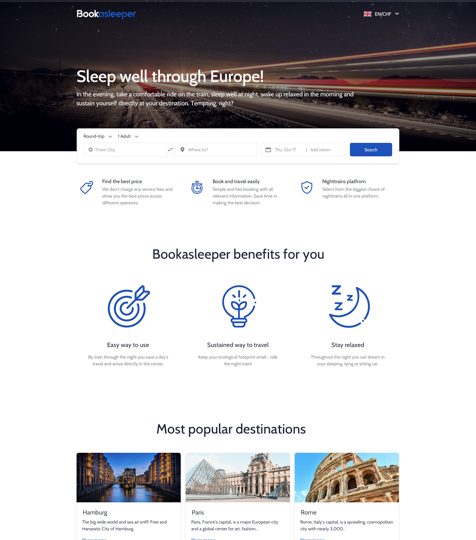 Bookasleeper
EN/CHF
Sleep well through Europe!
In the evening, take a comfortable ride on the train, sleep well at night, wake up relaxed in the morning and
sustain yourself directly at your destination. Tempting, right?
Round-trip
1 Adult
From City
Where to?
Thu, Oct 17
Add return
Search
Find the best price
We don't charge any service fees and
show you the best prices across
different operators.
Book and travel easily
Simple and fast booking with all
relevant information. Save time in
making the best decision.
Nighttrains platfrom
Select from the biggest choice of
nighttrains all in one platform.
Bookasleeper benefits for you
Z
Z
Z
Z
Easy way to use
By train through the night you save a day's
travel and arrive directly in the center.
Sustained way to travel
Keep your ecological footprint small - ride
the night train!
Stay relaxed
Throughout the night you can dream in
your sleeping, lying or sitting car.
Most popular destinations
Hamburg
The big wide world and sea air sniff: Free and
Hanseatic City of Hamburg.
Paris
Paris, France's capital, is a major European city
and a global center for art, fashion..
Rome
Rome, Italy's capital, is a sprawling, cosmopolitan
city with nearly 3,000...